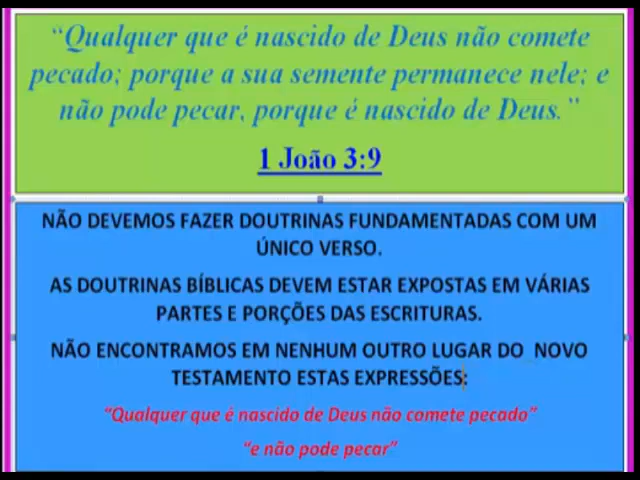 “Qualquer que é nascido de Deus não comete
pecado; porque a sua semente permanece nele; e
não pode pecar, porque é nascido de Deus.”
1 João 3:9
NÃO DEVEMOS FAZER DOUTRINAS FUNDAMENTADAS COM UM
ÚNICO VERSO.
AS DOUTRINAS BÍBLICAS DEVEM ESTAR EXPOSTAS EM VÁRIAS
PARTES E PORÇÕES DAS ESCRITURAS.
NÃO ENCONTRAMOS EM NENHUM OUTRO LUGAR DO NOVO
TESTAMENTO ESTAS EXPRESSÕES:
“Qualquer que é nascido de Deus não comete pecado”
“e não pode pecar”